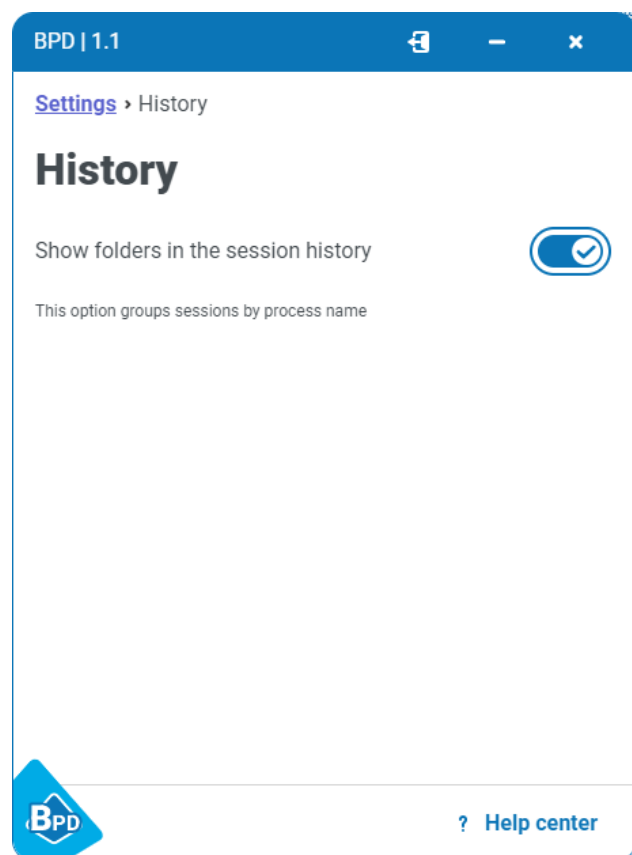 BPD | 1.1
Settings › History
History
Show folders in the session history
This option groups sessions by process name
BPD
? Help center